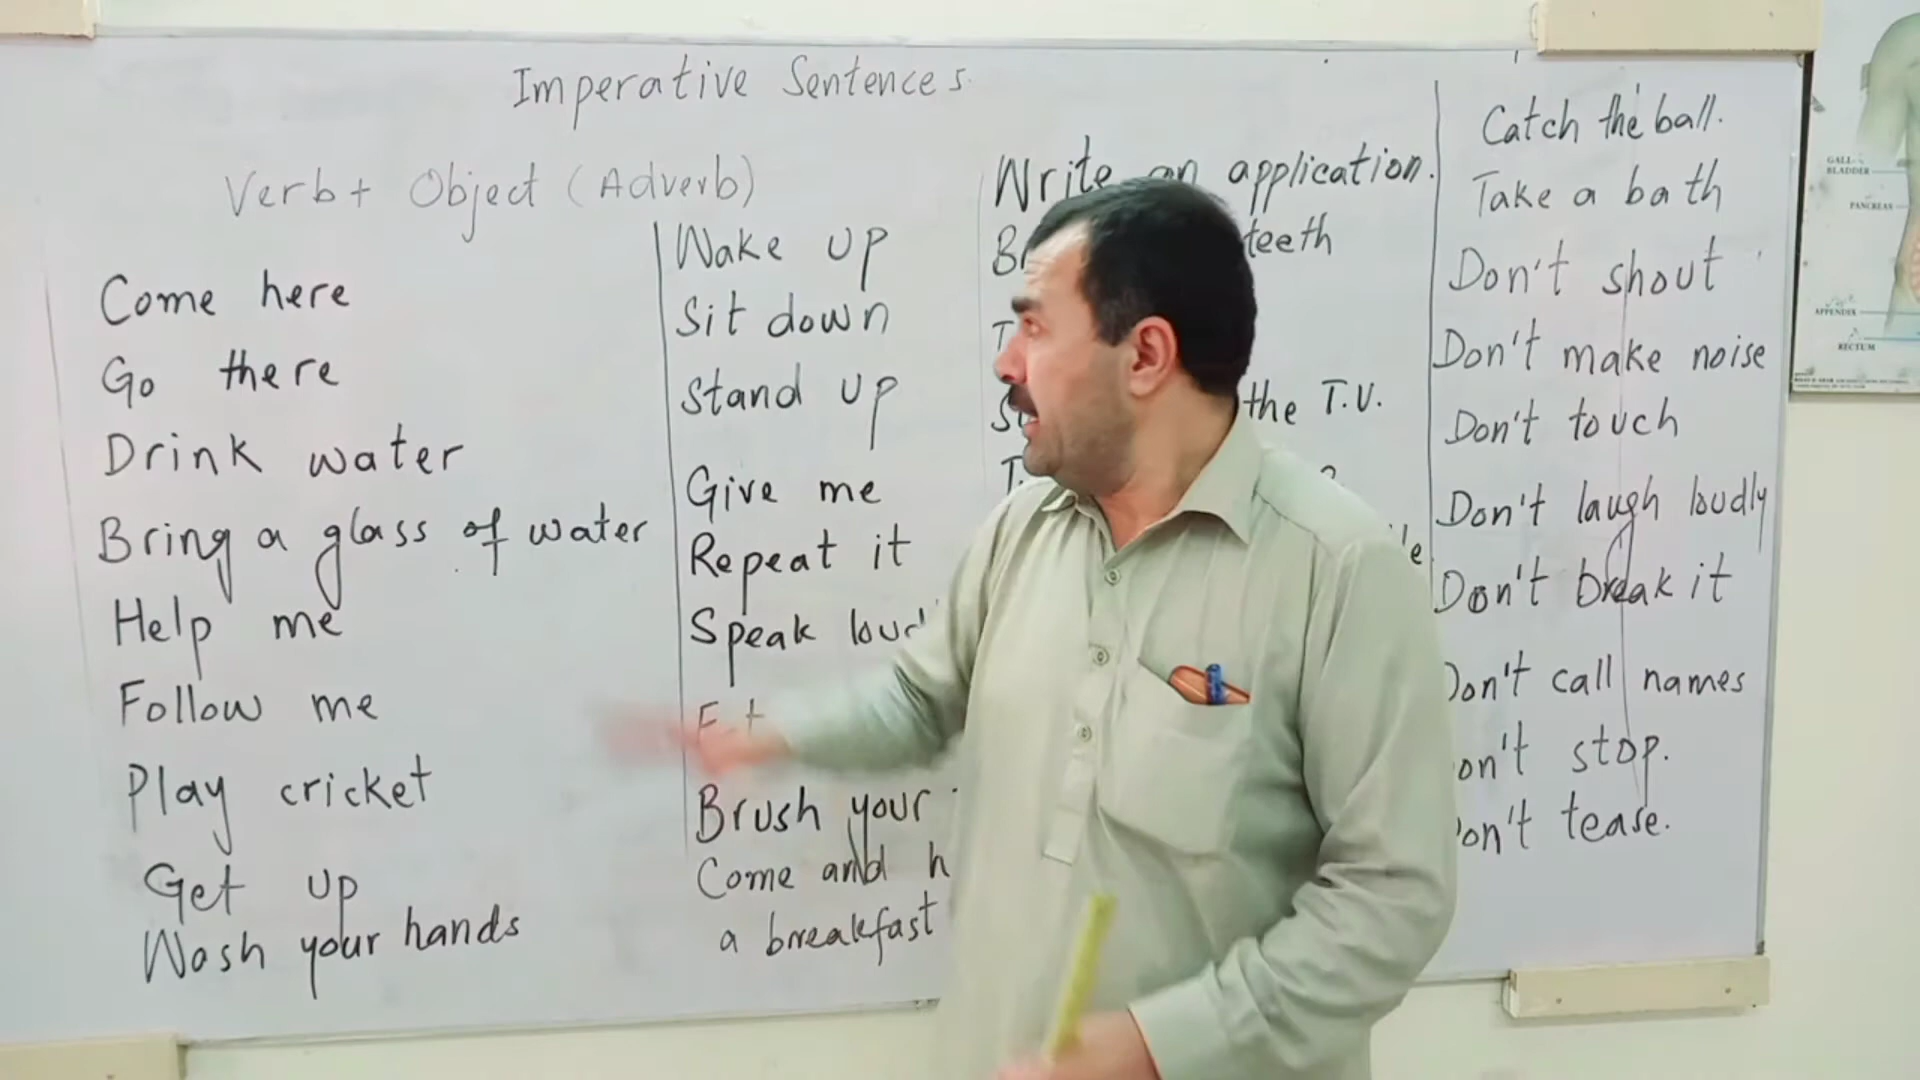 Imperative Sentences.
Verb + Object (Adverb)
Come here
Go there
Drink water
Bring a glass of water
Help me
Follow me
Play cricket
Get up
Wash your hands
Wake up
Sit down
Stand up
Give me
Repeat it
Speak
Brush your
Come and
a breakfast
Write an application.
teeth
the T.V.
Catch the ball.
Take a bath
Don't shout
Don't make noise
Don't touch
Don't laugh loudly
Don't break it
Don't call names
stop.
tease.
GALL-
BLADDER
PANCREAS
APPENDIX
RECTUM